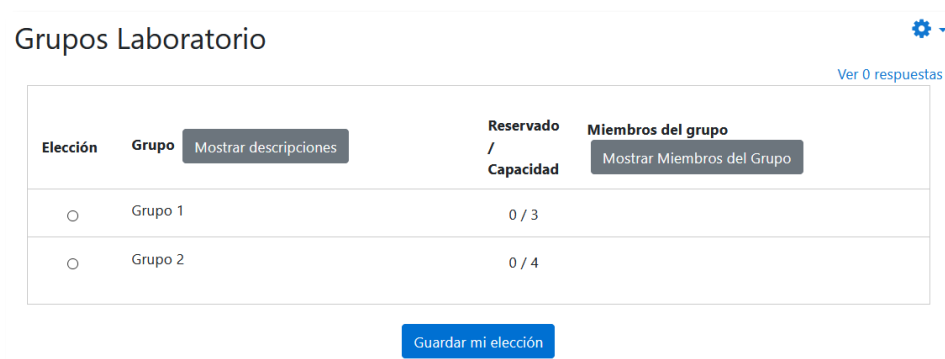 Grupos Laboratorio
Ver 0 respuestas
Elección Grupo Mostrar descripciones Reservado / Capacidad Miembros del grupo Mostrar Miembros del Grupo
Grupo 1 0 / 3
Grupo 2 0 / 4
Guardar mi elección